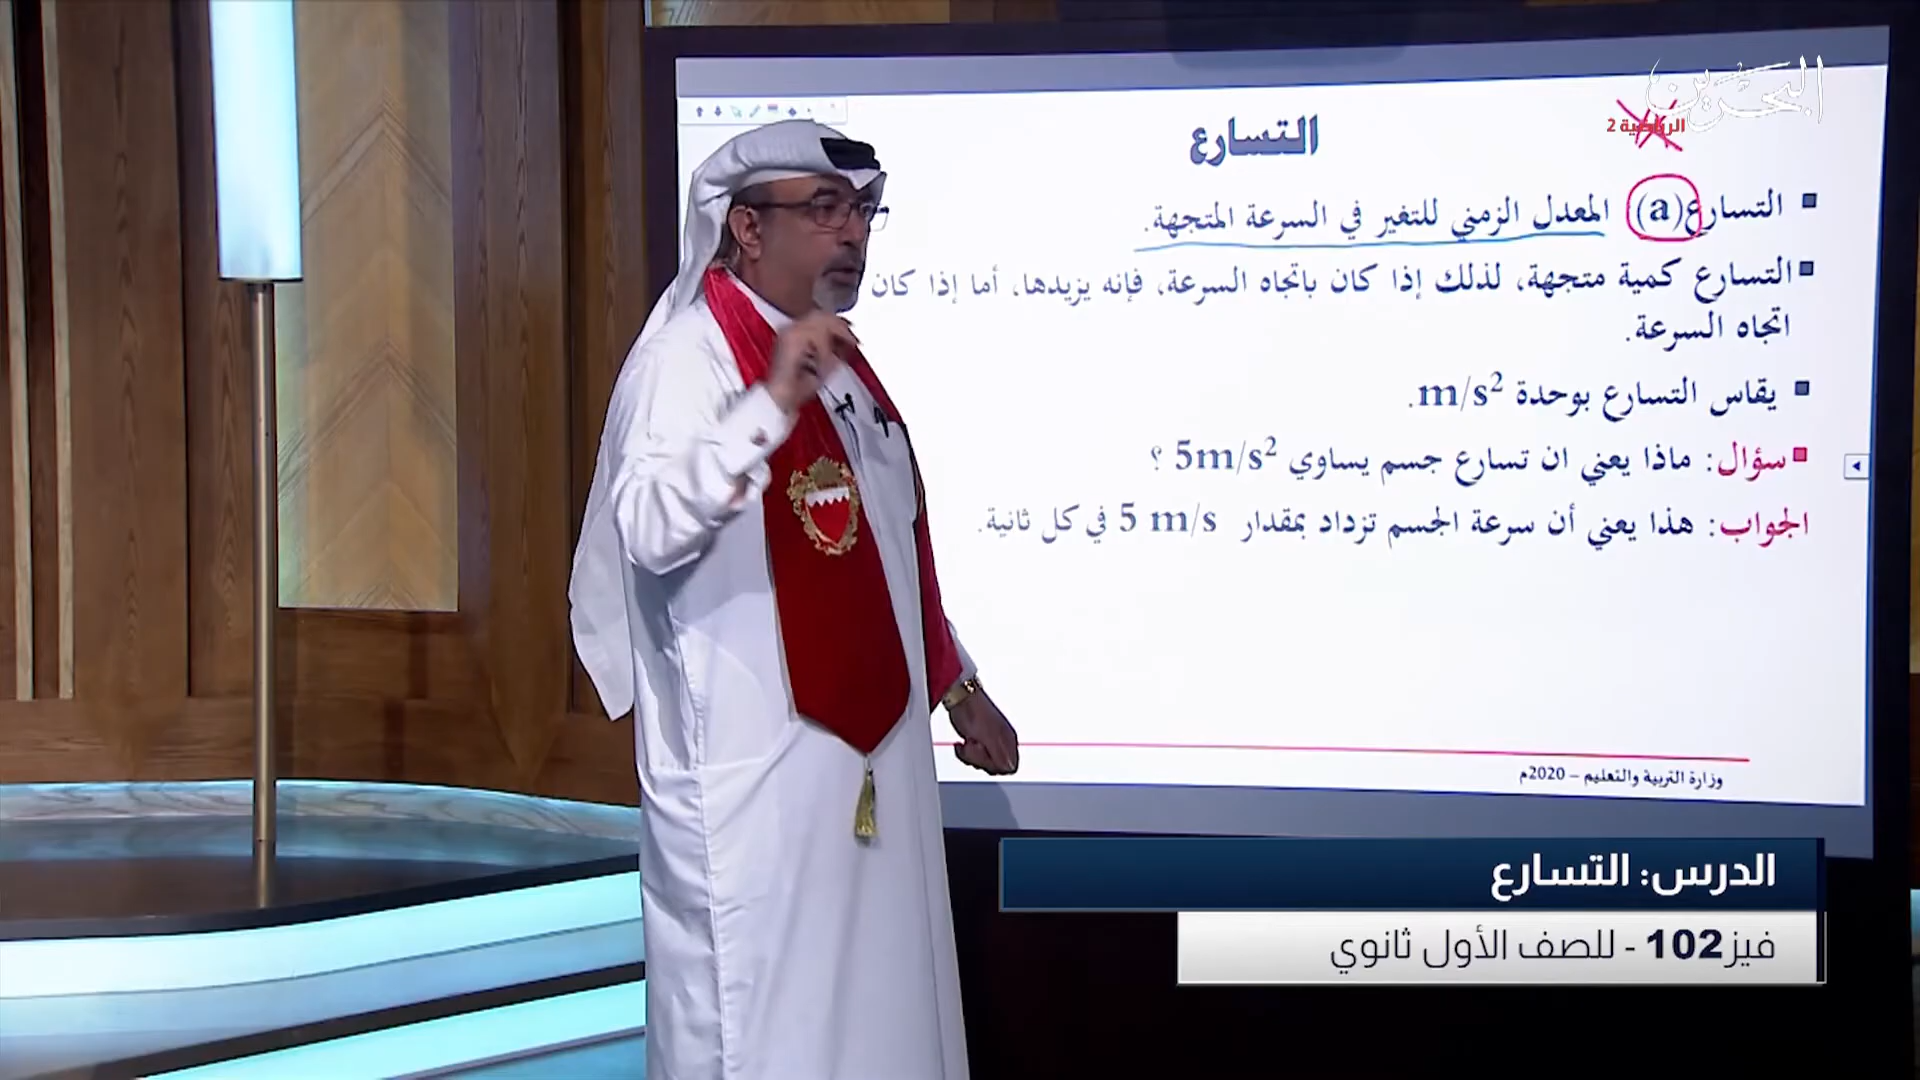 البحرين
الرياضية 2
التسارع
التسارع (a) المعدل الزمني للتغير في السرعة المتجهة.
التسارع كمية متجهة، لذلك إذا كان باتجاه السرعة، فإنه يزيدها، أما إذا كان
اتجاه السرعة.
يقاس التسارع بوحدة m/s².
سؤال: ماذا يعني ان تسارع جسم يساوي 5m/s² ؟
الجواب: هذا يعني أن سرعة الجسم تزداد بمقدار 5 m/s في كل ثانية.
وزارة التربية والتعليم – 2020م
الدرس: التسارع
فيز102 - للصف الأول ثانوي